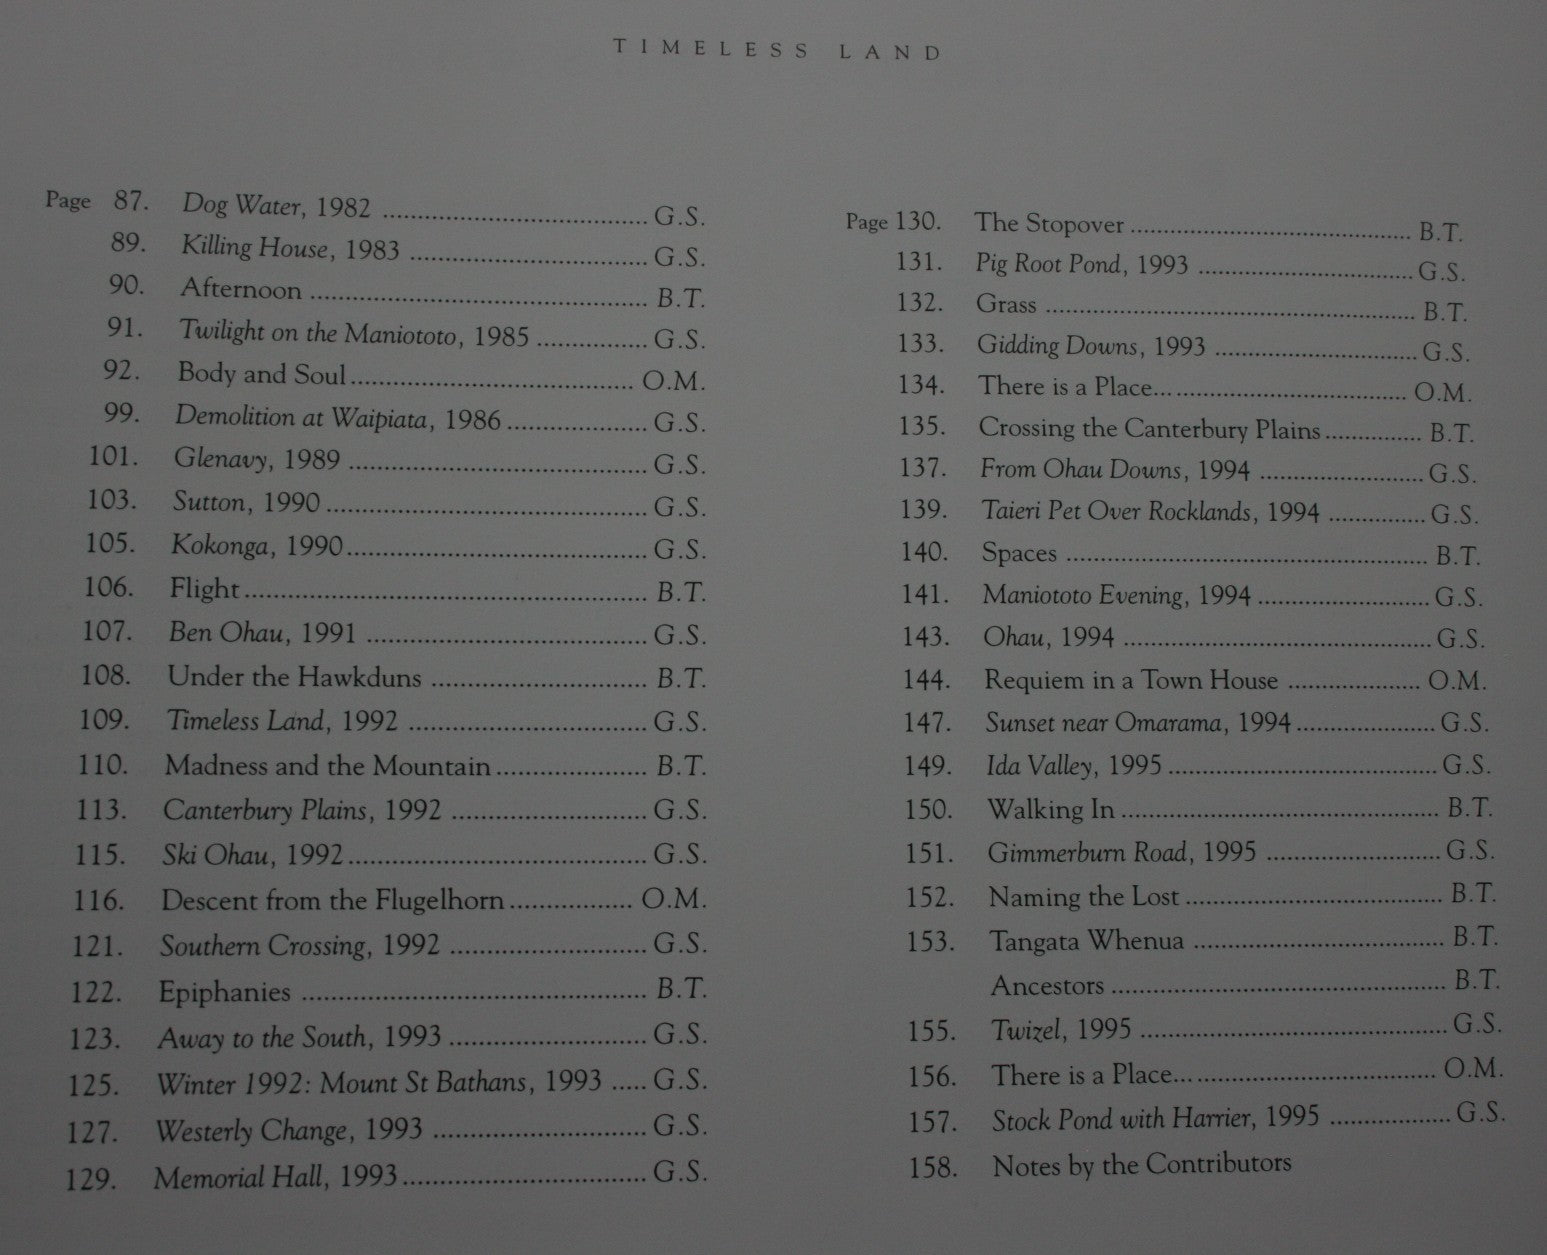 TIMELESS LAND
Page 87. Dog Water, 1982 ........ G.S.
89. Killing House, 1983 ........ G.S.
90. Afternoon ........ B.T.
91. Twilight on the Maniototo, 1985 ........ G.S.
92. Body and Soul ........ O.M.
99. Demolition at Waipiata, 1986 ........ G.S.
101. Glenavy, 1989 ........ G.S.
103. Sutton, 1990 ........ G.S.
105. Kokonga, 1990 ........ G.S.
106. Flight ........ B.T.
107. Ben Ohau, 1991 ........ G.S.
108. Under the Hawkduns ........ B.T.
109. Timeless Land, 1992 ........ G.S.
110. Madness and the Mountain ........ B.T.
113. Canterbury Plains, 1992 ........ G.S.
115. Ski Ohau, 1992 ........ G.S.
116. Descent from the Flugelhorn ........ O.M.
121. Southern Crossing, 1992 ........ G.S.
122. Epiphanies ........ B.T.
123. Away to the South, 1993 ........ G.S.
125. Winter 1992: Mount St Bathans, 1993 ..... G.S.
127. Westerly Change, 1993 ........ G.S.
129. Memorial Hall, 1993 ........ G.S.
Page 130. The Stopover ........ B.T.
131. Pig Root Pond, 1993 ........ G.S.
132. Grass ........ B.T.
133. Gidding Downs, 1993 ........ G.S.
134. There is a Place... ........ O.M.
135. Crossing the Canterbury Plains ........ B.T.
137. From Ohau Downs, 1994 ........ G.S.
139. Taieri Pet Over Rocklands, 1994 ........ G.S.
140. Spaces ........ B.T.
141. Maniototo Evening, 1994 ........ G.S.
143. Ohau, 1994 ........ G.S.
144. Requiem in a Town House ........ O.M.
147. Sunset near Omarama, 1994 ........ G.S.
149. Ida Valley, 1995 ........ G.S.
150. Walking In ........ B.T.
151. Gimmerburn Road, 1995 ........ G.S.
152. Naming the Lost ........ B.T.
153. Tangata Whenua ........ B.T.
Ancestors ........ B.T.
155. Twizel, 1995 ........ G.S.
156. There is a Place... ........ O.M.
157. Stock Pond with Harrier, 1995 ........ G.S.
158. Notes by the Contributors